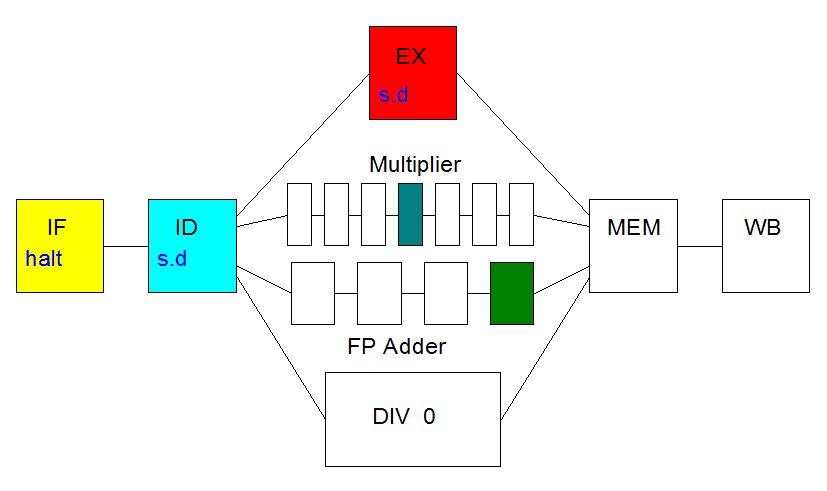 EX
s.d
Multiplier
IF
halt
ID
s.d
MEM
WB
FP Adder
DIV 0